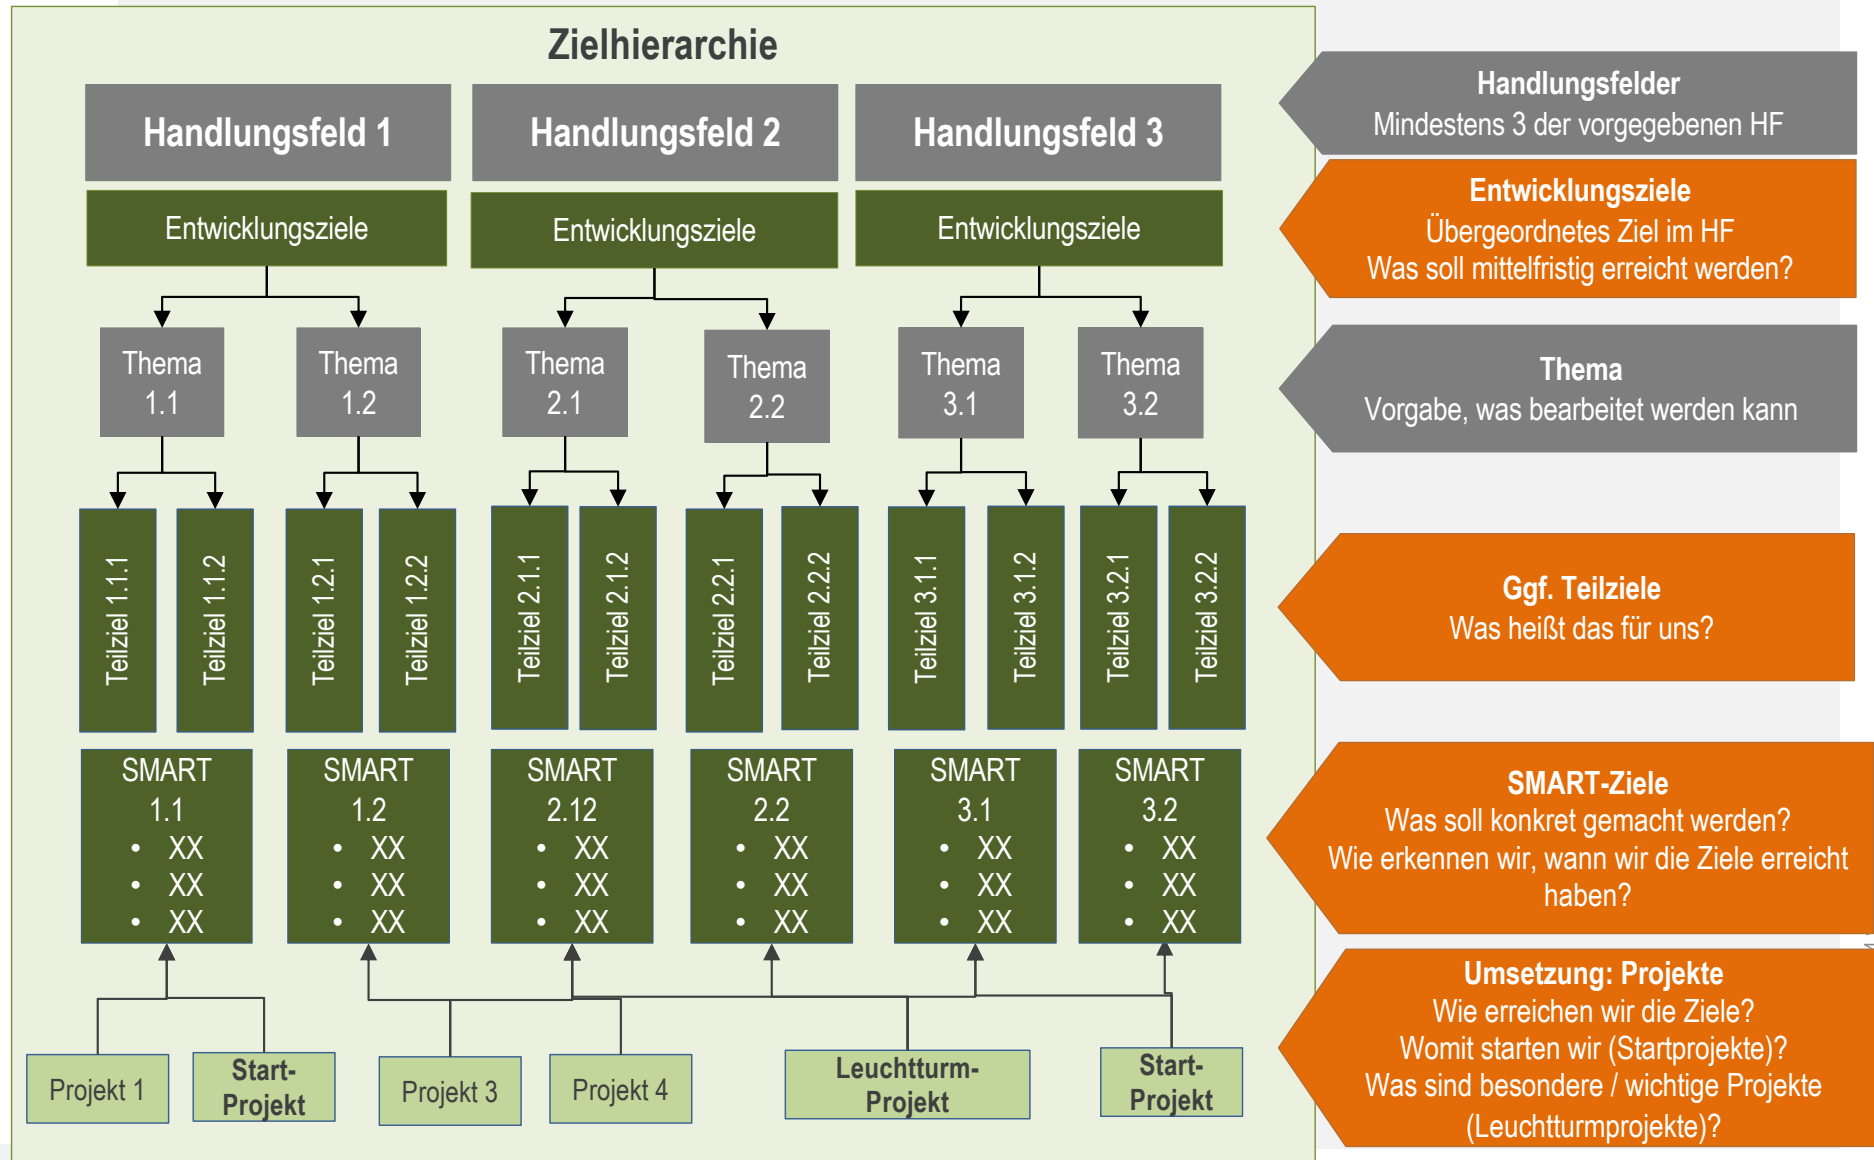 Zielhierarchie
Handlungsfeld 1
Handlungsfeld 2
Handlungsfeld 3
Entwicklungsziele
Entwicklungsziele
Entwicklungsziele
Thema
1.1
Thema
1.2
Thema
2.1
Thema
2.2
Thema
3.1
Thema
3.2
Teilziel 1.1.1
Teilziel 1.1.2
Teilziel 1.2.1
Teilziel 1.2.2
Teilziel 2.1.1
Teilziel 2.1.2
Teilziel 2.2.1
Teilziel 2.2.2
Teilziel 3.1.1
Teilziel 3.1.2
Teilziel 3.2.1
Teilziel 3.2.2
SMART
1.1
• XX
• XX
• XX
SMART
1.2
• XX
• XX
• XX
SMART
2.12
• XX
• XX
• XX
SMART
2.2
• XX
• XX
• XX
SMART
3.1
• XX
• XX
• XX
SMART
3.2
• XX
• XX
• XX
Projekt 1
Start-
Projekt
Projekt 3
Projekt 4
Leuchtturm-
Projekt
Start-
Projekt
Handlungsfelder
Mindestens 3 der vorgegebenen HF
Entwicklungsziele
Übergeordnetes Ziel im HF
Was soll mittelfristig erreicht werden?
Thema
Vorgabe, was bearbeitet werden kann
Ggf. Teilziele
Was heißt das für uns?
SMART-Ziele
Was soll konkret gemacht werden?
Wie erkennen wir, wann wir die Ziele erreicht
haben?
Umsetzung: Projekte
Wie erreichen wir die Ziele?
Womit starten wir (Startprojekte)?
Was sind besondere / wichtige Projekte
(Leuchtturmprojekte)?